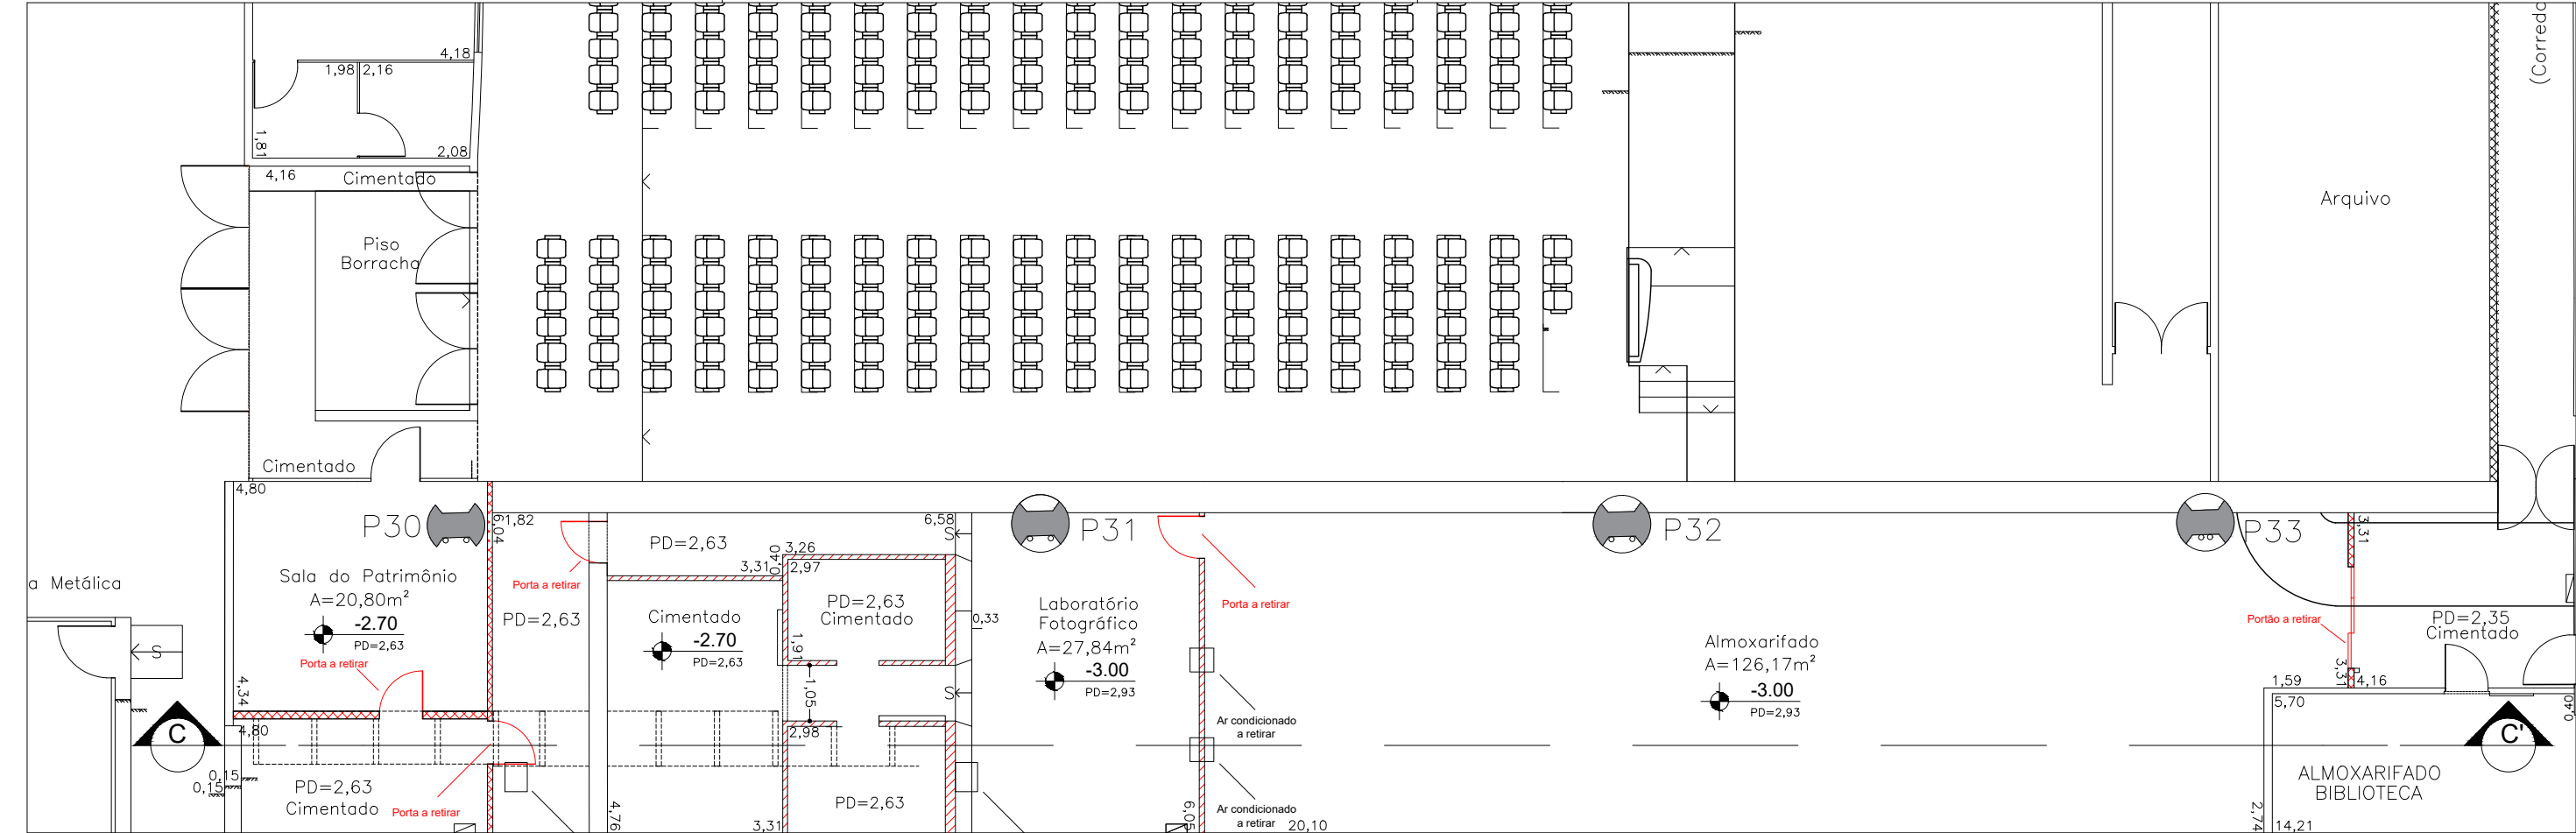 (Corredo
4,18
1,98
2,16
1,81
2,08
4,16
Cimentado
Arquivo
Piso
Borracha
Cimentado
4,80
P30
6,04
1,82
PD=2,63
6,58
S
P31
P32
P33
3,31
a Metálica
Sala do Patrimônio
A=20,80m²
-2.70
PD=2,63
Porta a retirar
4,34
4,80
S
Porta a retirar
PD=2,63
3,31
0,40
3,26
2,97
Cimentado
-2.70
PD=2,63
PD=2,63
Cimentado
1,91
1,05
2,98
0,33
S
Laboratório
Fotográfico
A=27,84m²
-3.00
PD=2,93
Porta a retirar
Ar condicionado
a retirar
Almoxarifado
A=126,17m²
-3.00
PD=2,93
Portão a retirar
PD=2,35
Cimentado
3,31
4,16
1,59
5,70
0,40
C
C'
0,15
0,15
PD=2,63
Cimentado
Porta a retirar
4,76
3,31
PD=2,63
6,05
Ar condicionado
a retirar
20,10
ALMOXARIFADO
BIBLIOTECA
2,74
14,21